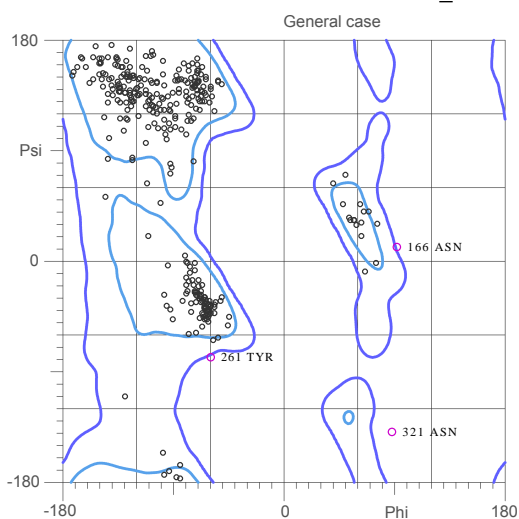 General case
180
Psi
0
166 ASN
261 TYR
321 ASN
-180
-180 0 Phi 180